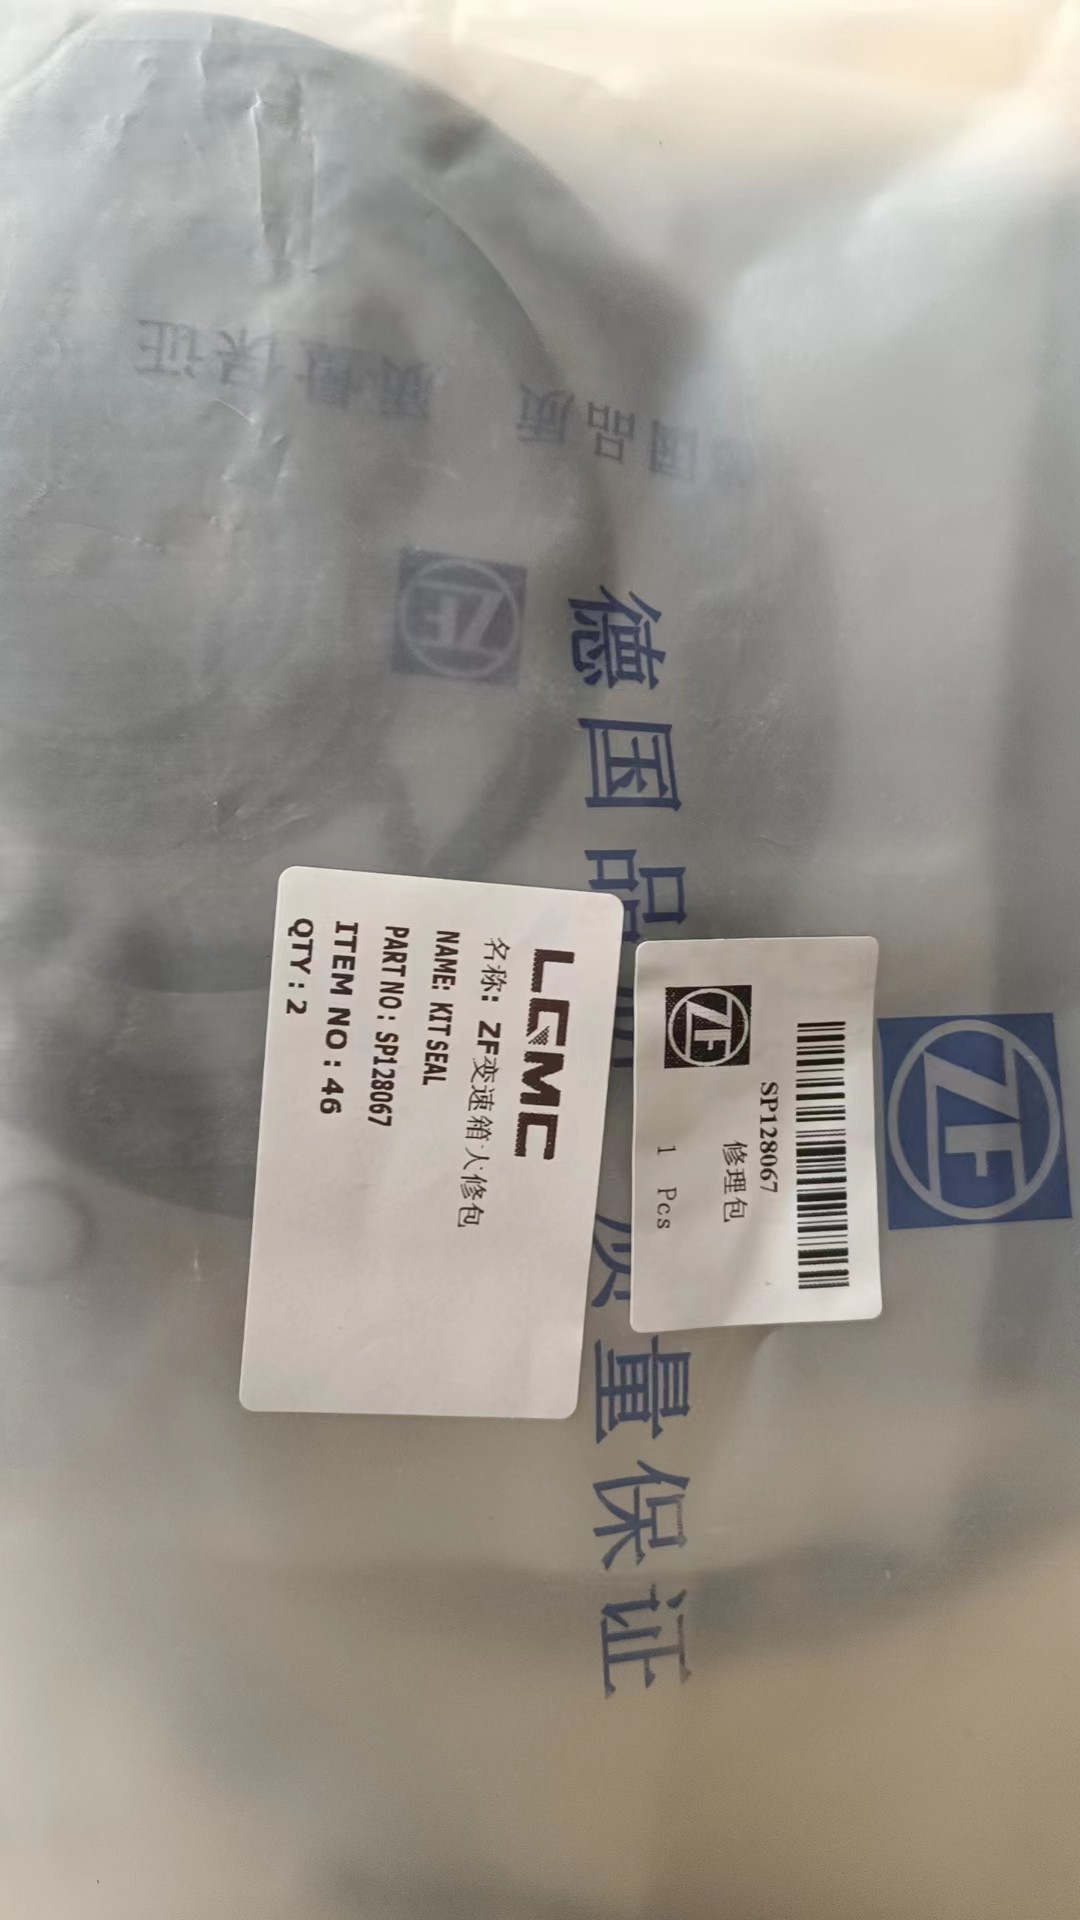 ZF
德国品质 质量保证
LGMC
名称: ZF变速箱大修包
NAME: KIT SEAL
PART NO: SP128067
ITEM NO: 46
QTY: 2
ZF
SP128067
修理包
1 Pcs
ZF
国品质 质量保证